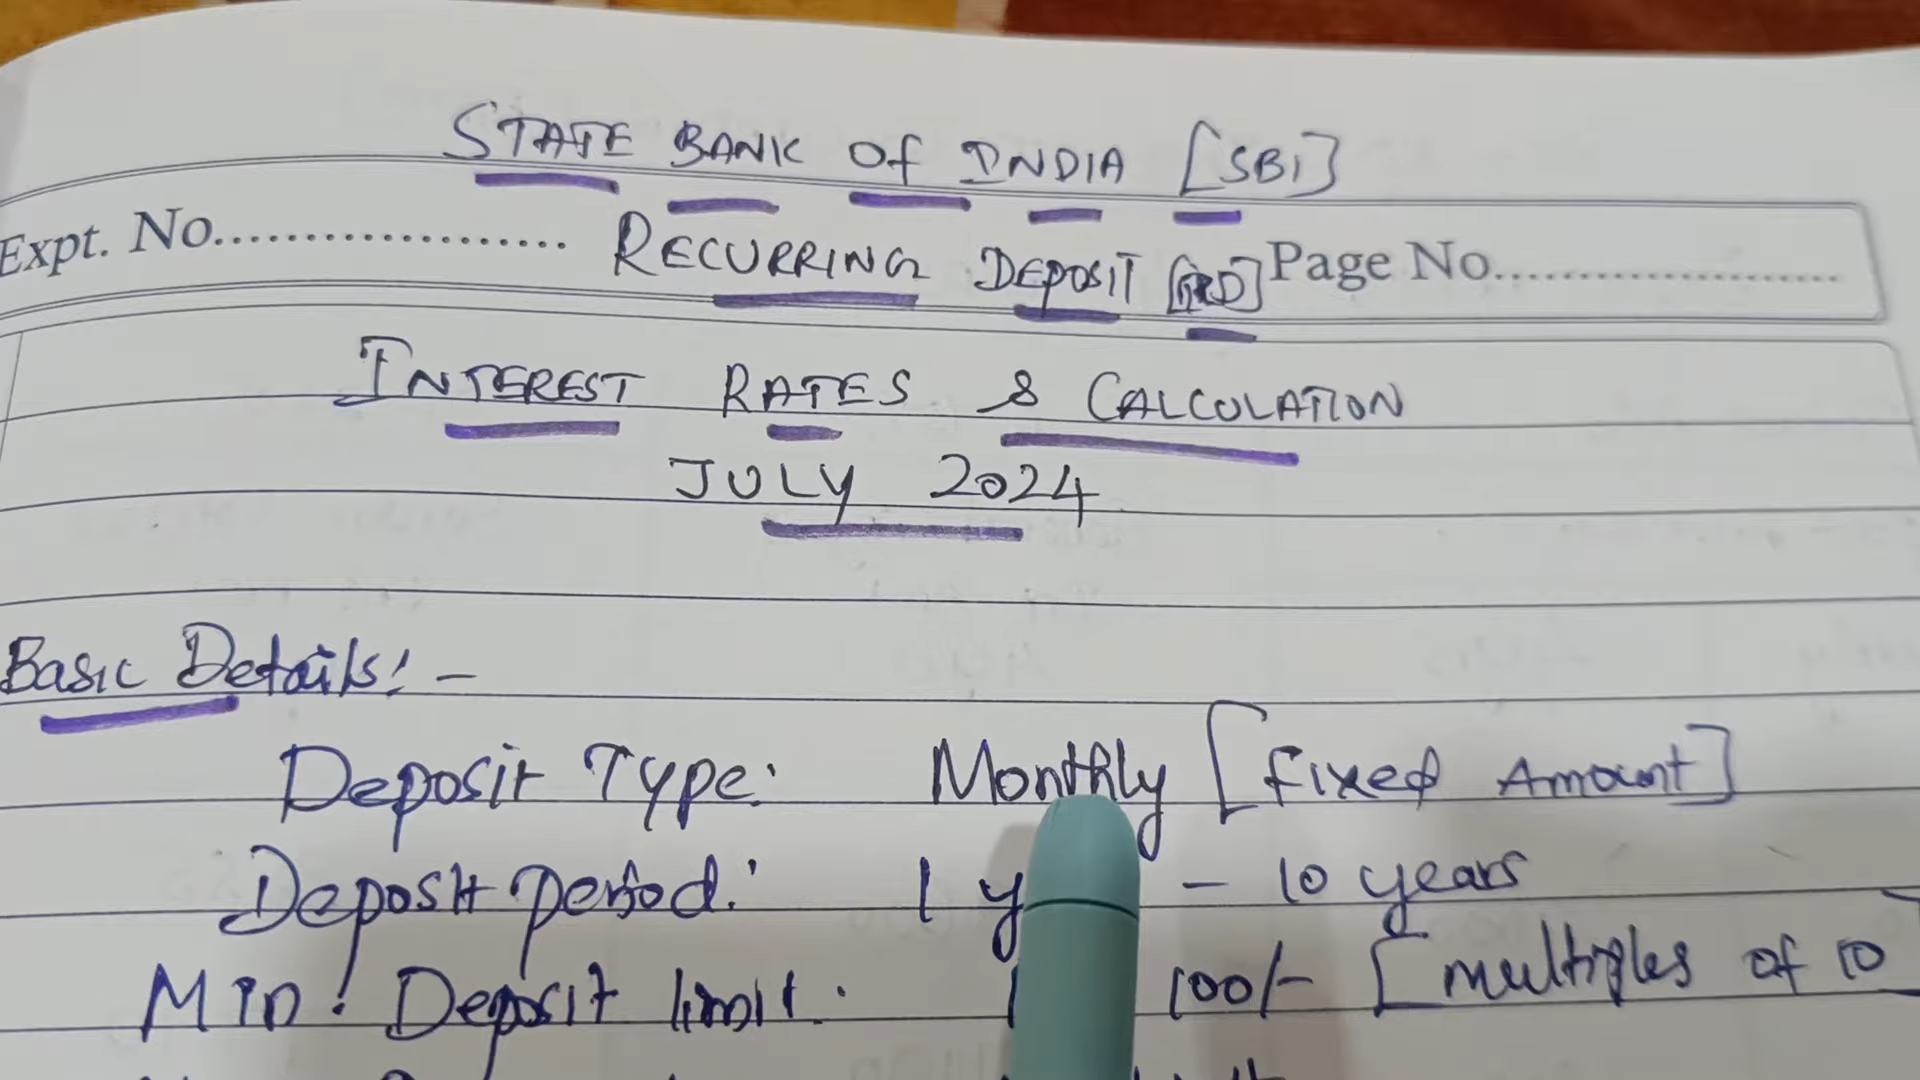 STATE BANK Of INDIA [SBI]
Expt. No................... RECURRING DEPOSIT [RD] Page No.......................
INTEREST RATES & CALCULATION
JULY 2024
Basic Details:-
Deposit Type: Monthly [fixed Amount]
Deposit period: 1 y - 10 years
Min: Deposit limit: 100/- [multiples of 10]